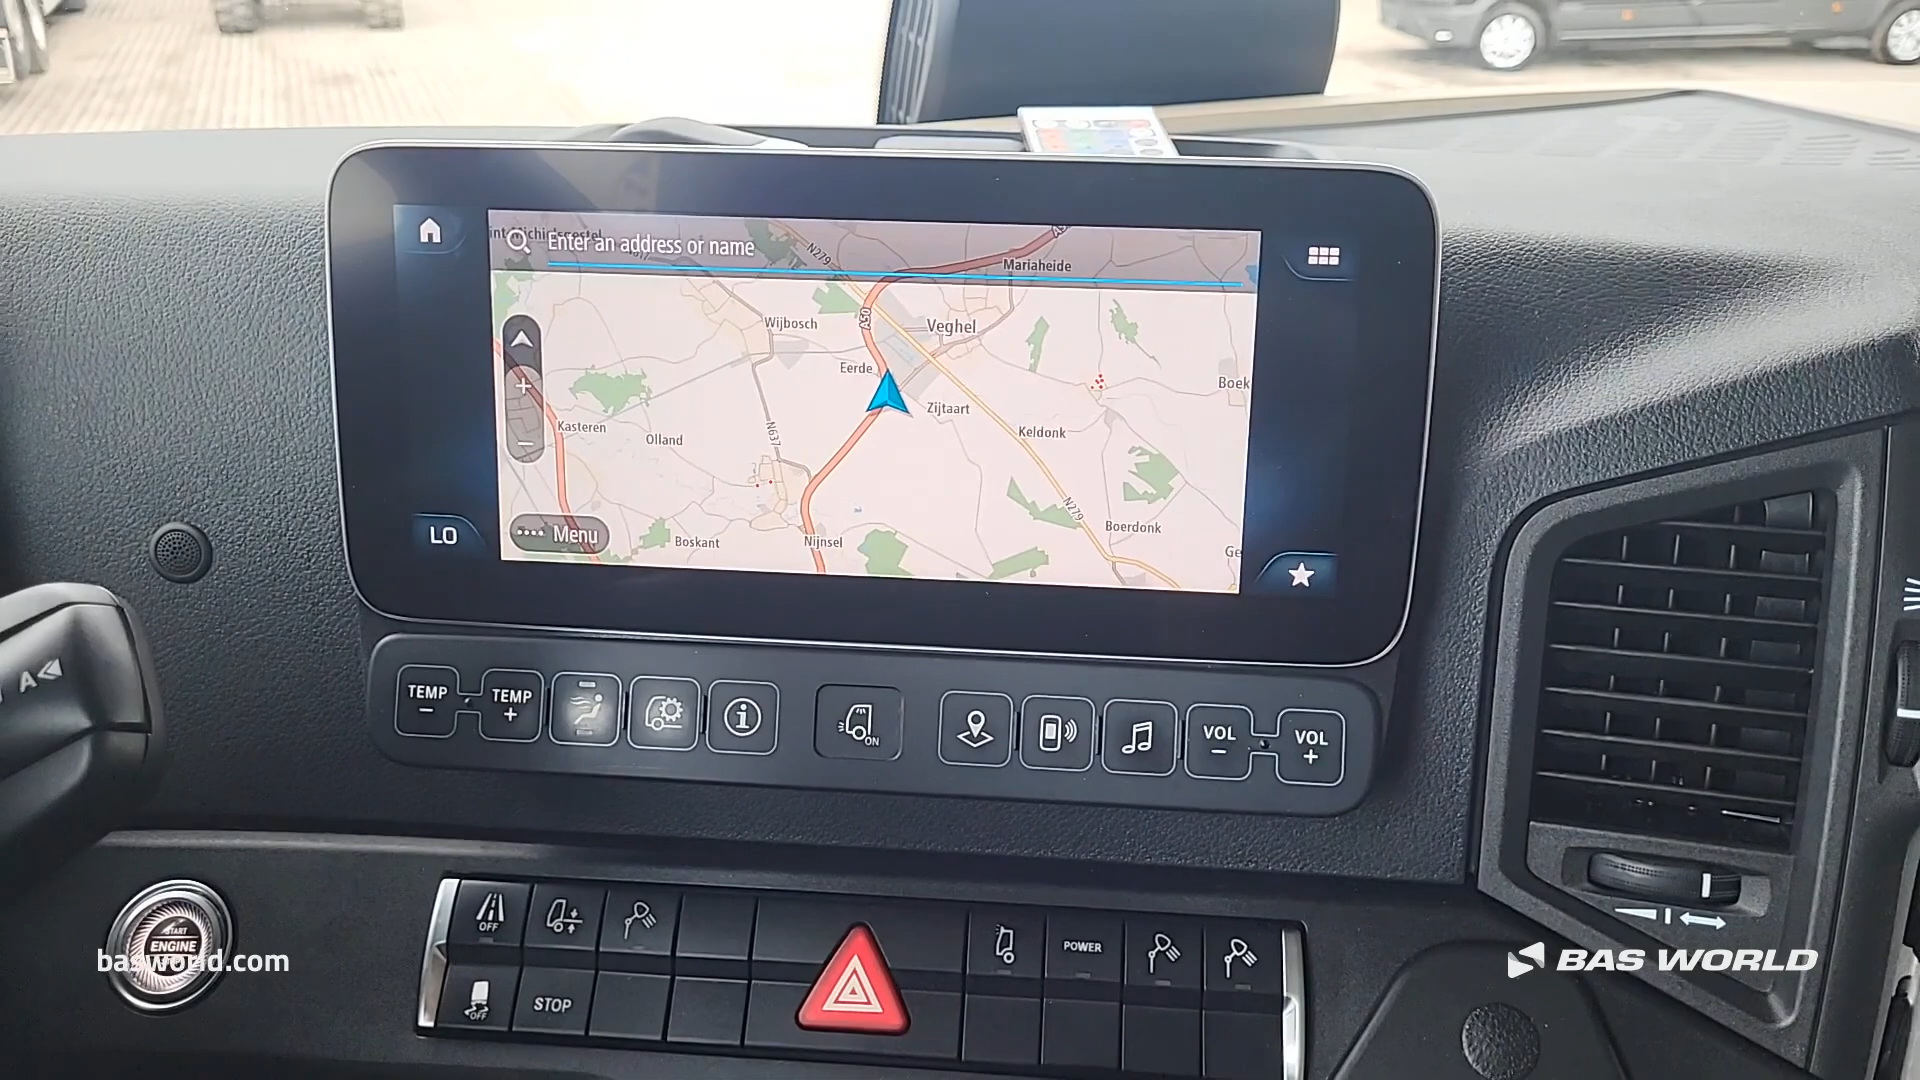 Enter an address or name
N279
A50
Mariaheide
Wijbosch
Veghel
Eerde
Boek
Zijtaart
Kasteren
Olland
N637
Keldonk
N279
Boerdonk
LO
Menu
Boskant
Nijnsel
Ge
A
TEMP
−
TEMP
+
ON
VOL
−
VOL
+
START
ENGINE
OFF
POWER
OFF
STOP
basworld.com
BAS WORLD